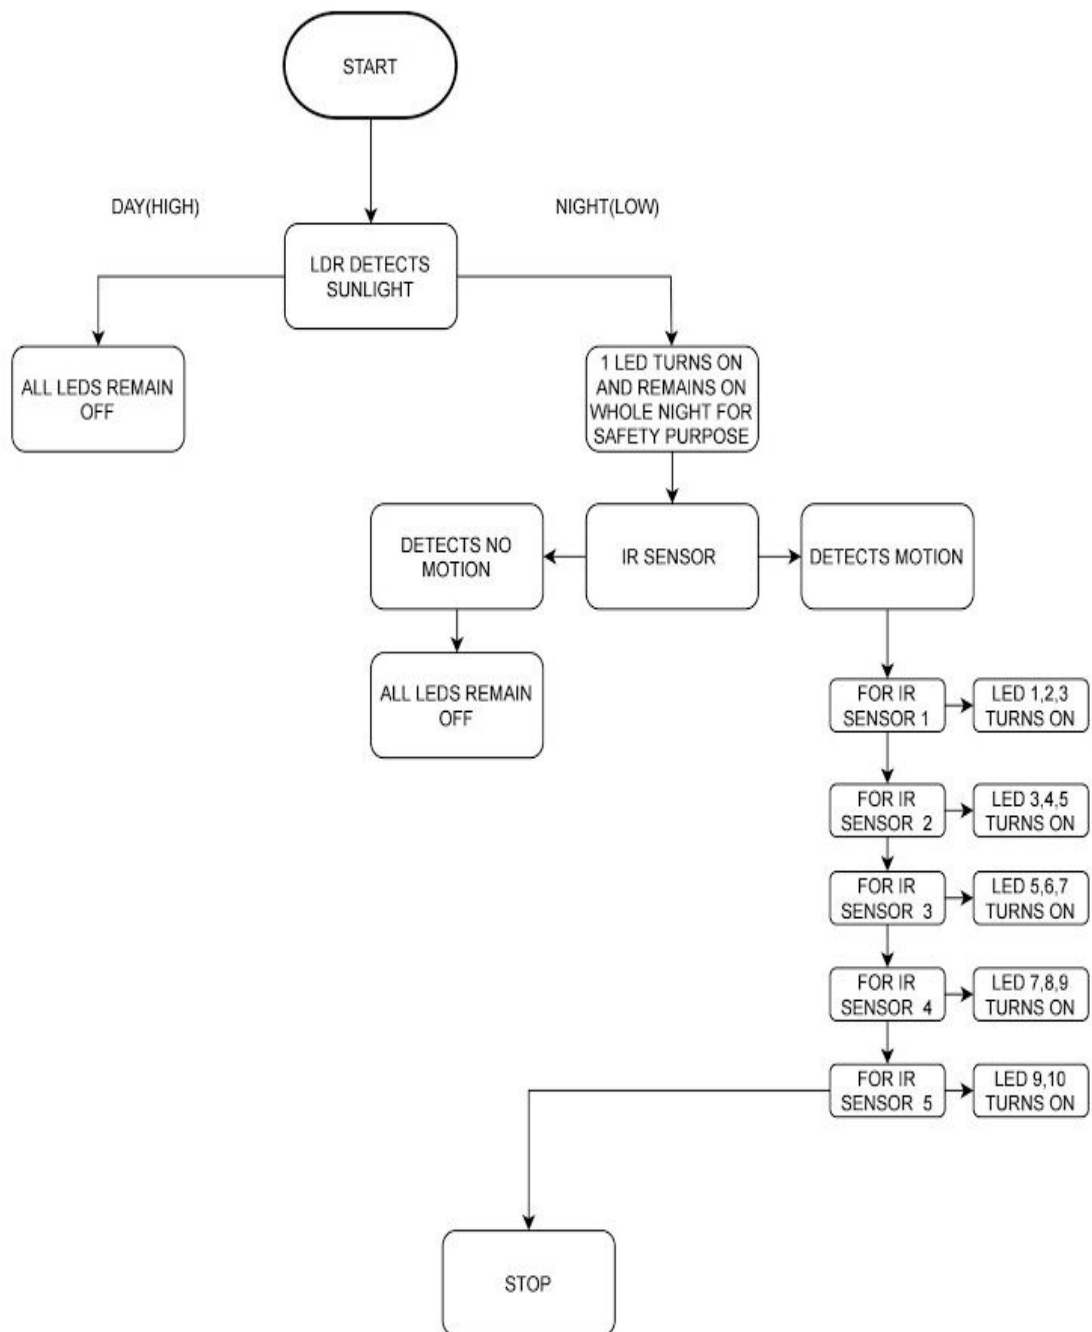 START
DAY(HIGH)
NIGHT(LOW)
LDR DETECTS
SUNLIGHT
ALL LEDS REMAIN
OFF
1 LED TURNS ON
AND REMAINS ON
WHOLE NIGHT FOR
SAFETY PURPOSE
DETECTS NO
MOTION
IR SENSOR
DETECTS MOTION
ALL LEDS REMAIN
OFF
FOR IR
SENSOR 1
LED 1,2,3
TURNS ON
FOR IR
SENSOR 2
LED 3,4,5
TURNS ON
FOR IR
SENSOR 3
LED 5,6,7
TURNS ON
FOR IR
SENSOR 4
LED 7,8,9
TURNS ON
FOR IR
SENSOR 5
LED 9,10
TURNS ON
STOP